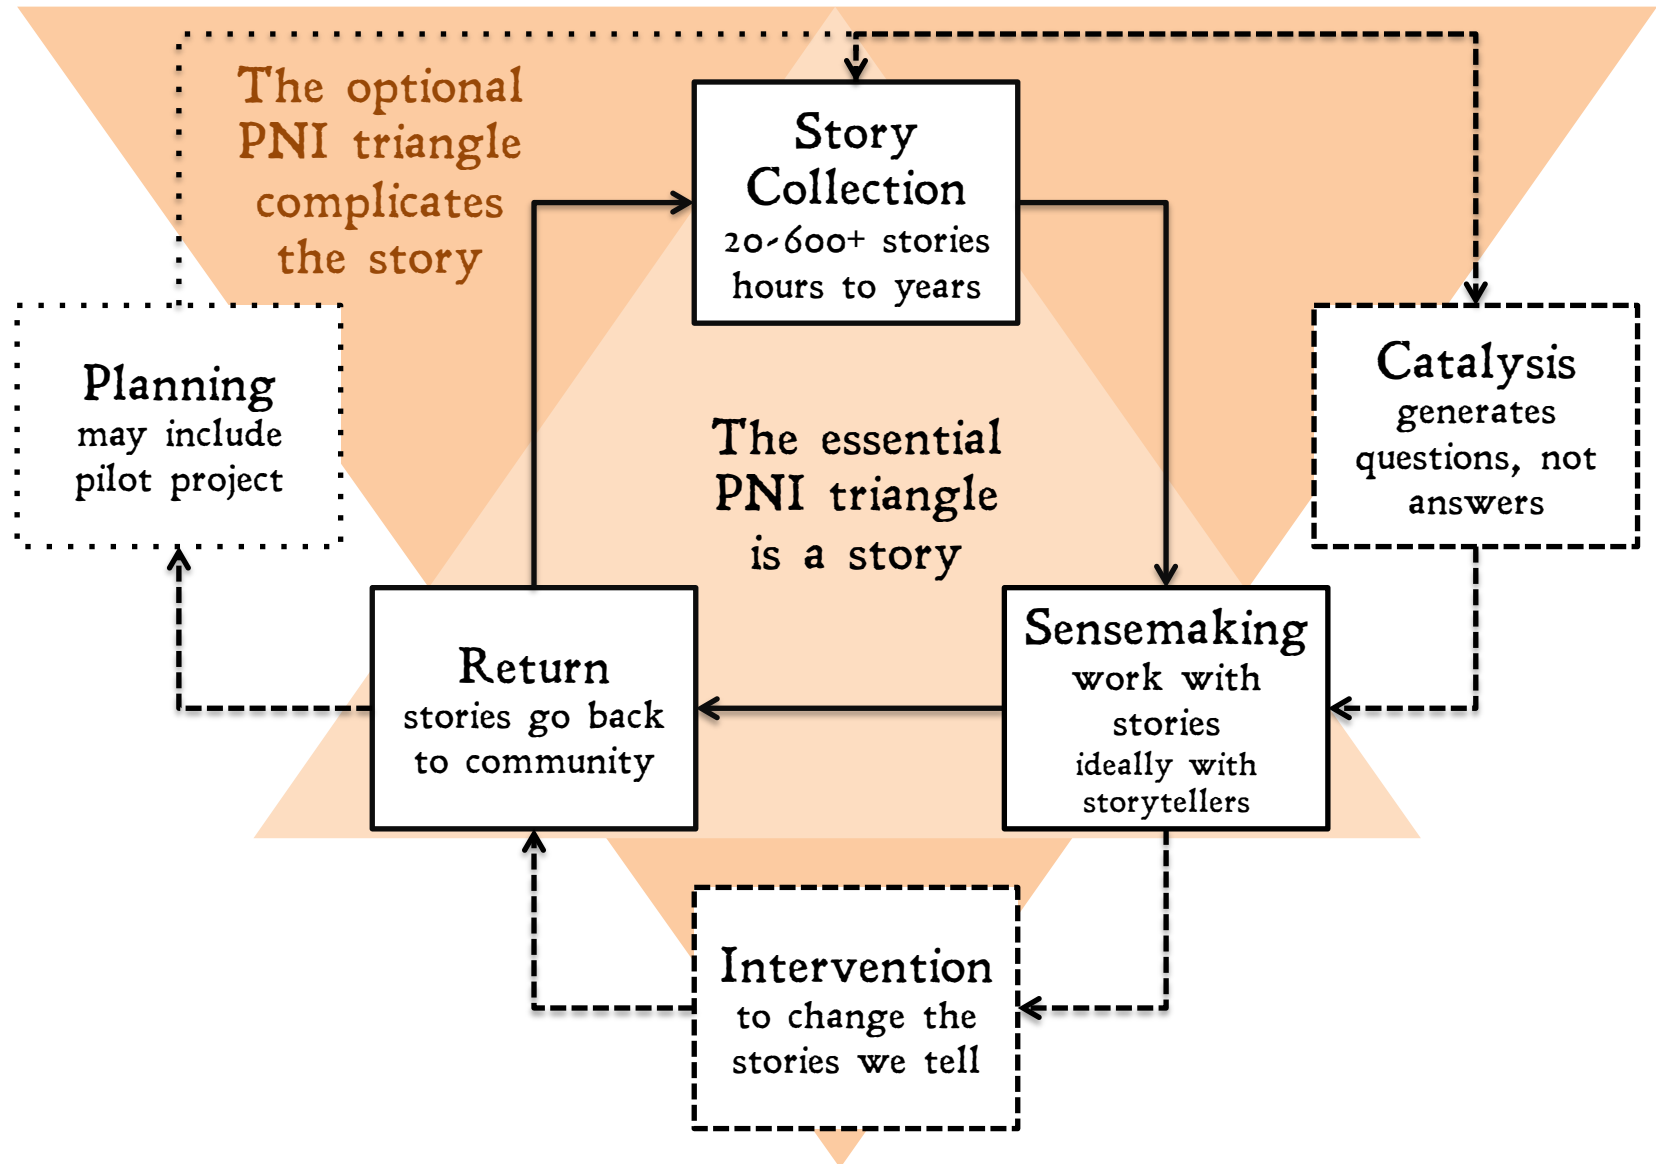 The optional
PNI triangle
complicates
the story
Story
Collection
20-600+ stories
hours to years
Planning
may include
pilot project
Catalysis
generates
questions, not
answers
The essential
PNI triangle
is a story
Return
stories go back
to community
Sensemaking
work with
stories
ideally with
storytellers
Intervention
to change the
stories we tell